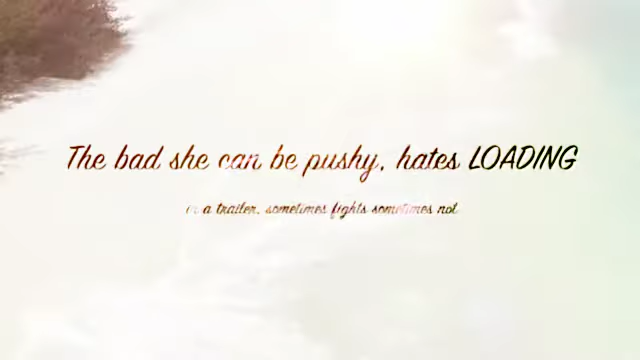 The bad she can be pushy, hates LOADING
a trailer, sometimes fights sometimes not